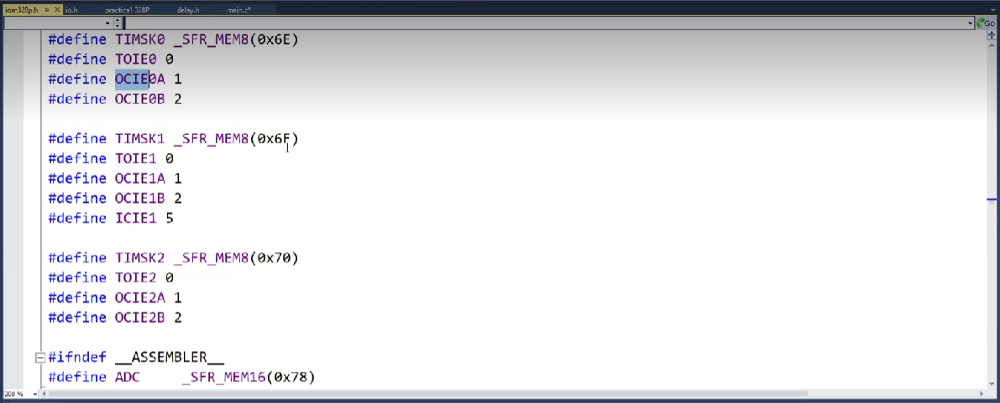 iom328p.h io.h practica1 328P delay.h main.c*
Go
#define TIMSK0 _SFR_MEM8(0x6E)
#define TOIE0 0
#define OCIE0A 1
#define OCIE0B 2
#define TIMSK1 _SFR_MEM8(0x6F)
#define TOIE1 0
#define OCIE1A 1
#define OCIE1B 2
#define ICIE1 5
#define TIMSK2 _SFR_MEM8(0x70)
#define TOIE2 0
#define OCIE2A 1
#define OCIE2B 2
#ifndef __ASSEMBLER__
#define ADC _SFR_MEM16(0x78)
200 %